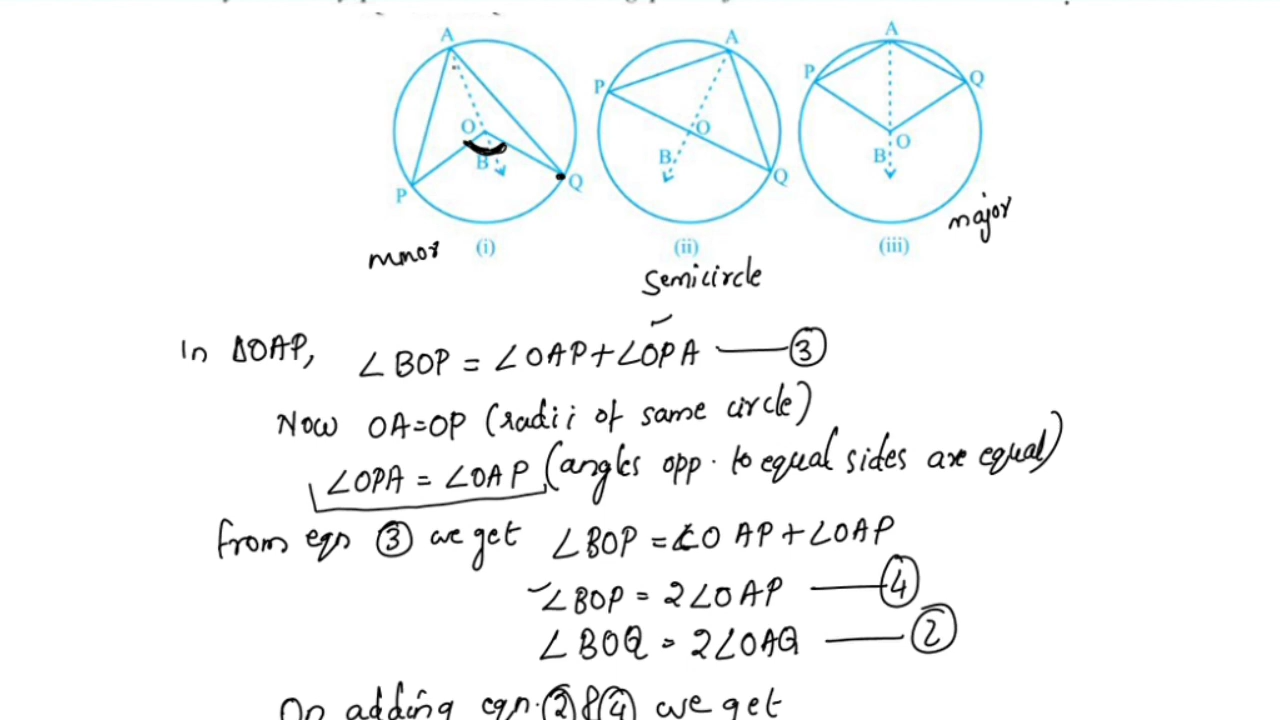 A
A
A
P
P
Q
O
O
O
B
B
B
P
Q
Q
(i)
(ii)
(iii)
mnor
major
Semicircle
In ΔOAP, ∠BOP = ∠OAP+∠OPA — ③
Now OA=OP (radii of same circle)
∠OPA = ∠OAP (angles opp. to equal sides are equal)
from eqn ③ we get ∠BOP = ∠OAP+∠OAP
∠BOP = 2∠OAP — ④
∠BOQ = 2∠OAQ — ②
On adding eqn. ② & ④ we get